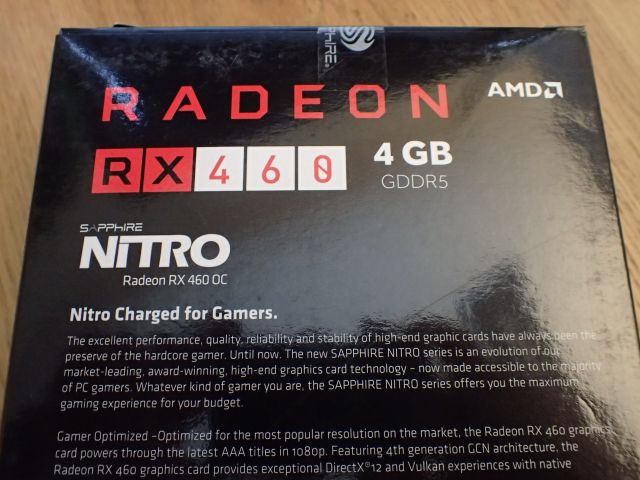 PHIRE.
RADEON AMD
RX460 4 GB
GDDR5
SAPPHIRE
NiTRO
Radeon RX 460 OC
Nitro Charged for Gamers.
The excellent performance, quality, reliability and stability of high-end graphic cards have always been the
preserve of the hardcore gamer. Until now. The new SAPPHIRE NITRO series is an evolution of our
market-leading, award-winning, high-end graphics card technology – now made accessible to the majority
of PC gamers. Whatever kind of gamer you are, the SAPPHIRE NITRO series offers you the maximum
gaming experience for your budget.
Gamer Optimized –Optimized for the most popular resolution on the market, the Radeon RX 460 graphics
card powers through the latest AAA titles in 1080p. Featuring 4th generation GCN architecture, the
Radeon RX 460 graphics card provides exceptional DirectX®12 and Vulkan experiences with native